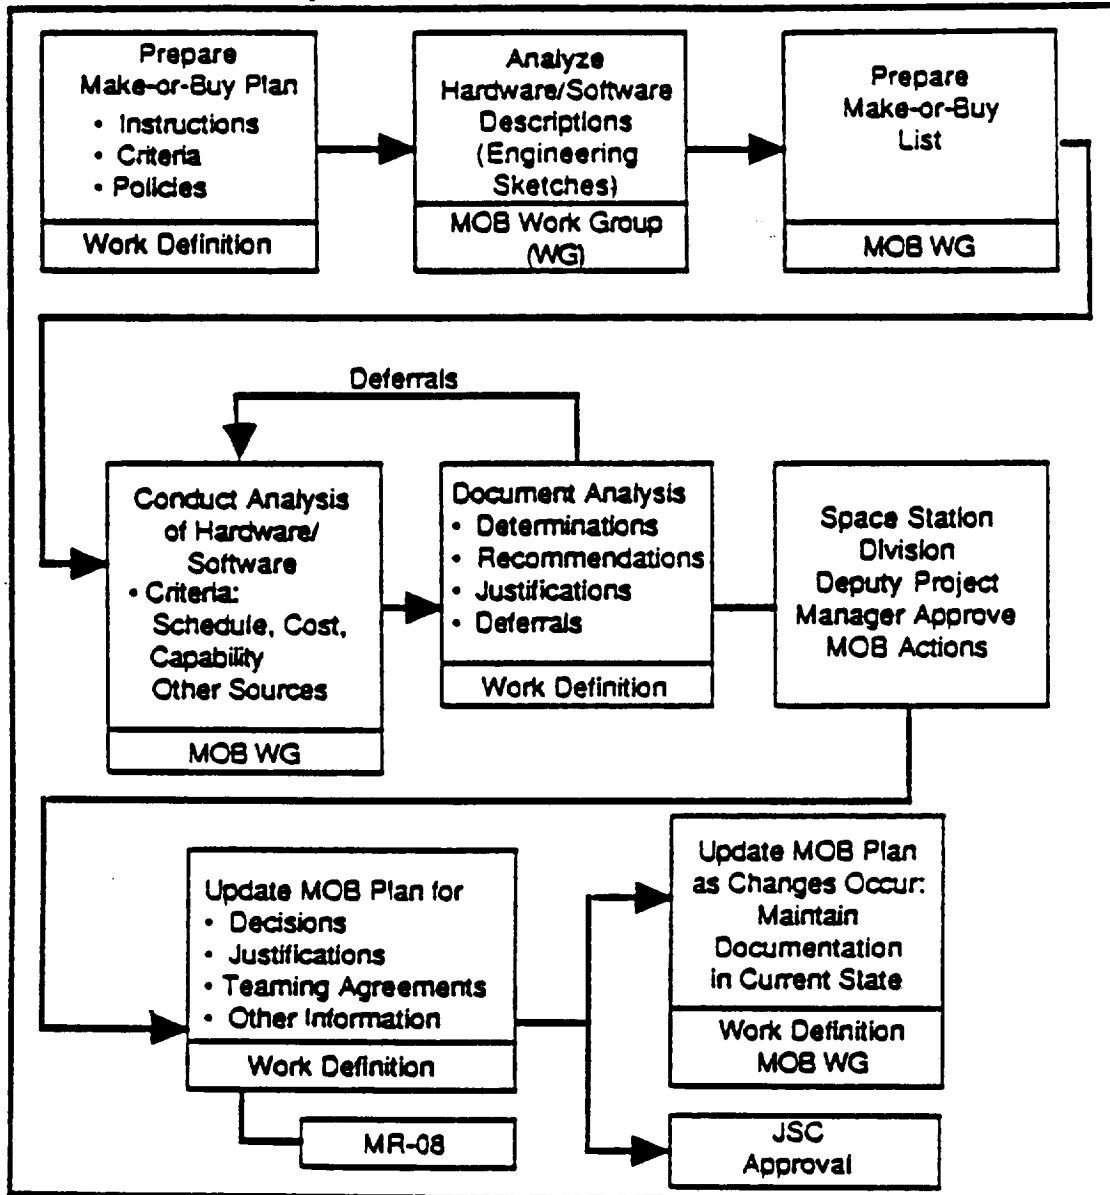 Prepare
Make-or-Buy Plan
• Instructions
• Criteria
• Policies
Work Definition
Analyze
Hardware/Software
Descriptions
(Engineering
Sketches)
MOB Work Group
(WG)
Prepare
Make-or-Buy
List
MOB WG
Deferrals
Conduct Analysis
of Hardware/
Software
• Criteria:
Schedule, Cost,
Capability
Other Sources
MOB WG
Document Analysis
• Determinations
• Recommendations
• Justifications
• Deferrals
Work Definition
Space Station
Division
Deputy Project
Manager Approve
MOB Actions
Update MOB Plan for
• Decisions
• Justifications
• Teaming Agreements
• Other Information
Work Definition
MR-08
Update MOB Plan
as Changes Occur:
Maintain
Documentation
in Current State
Work Definition
MOB WG
JSC
Approval